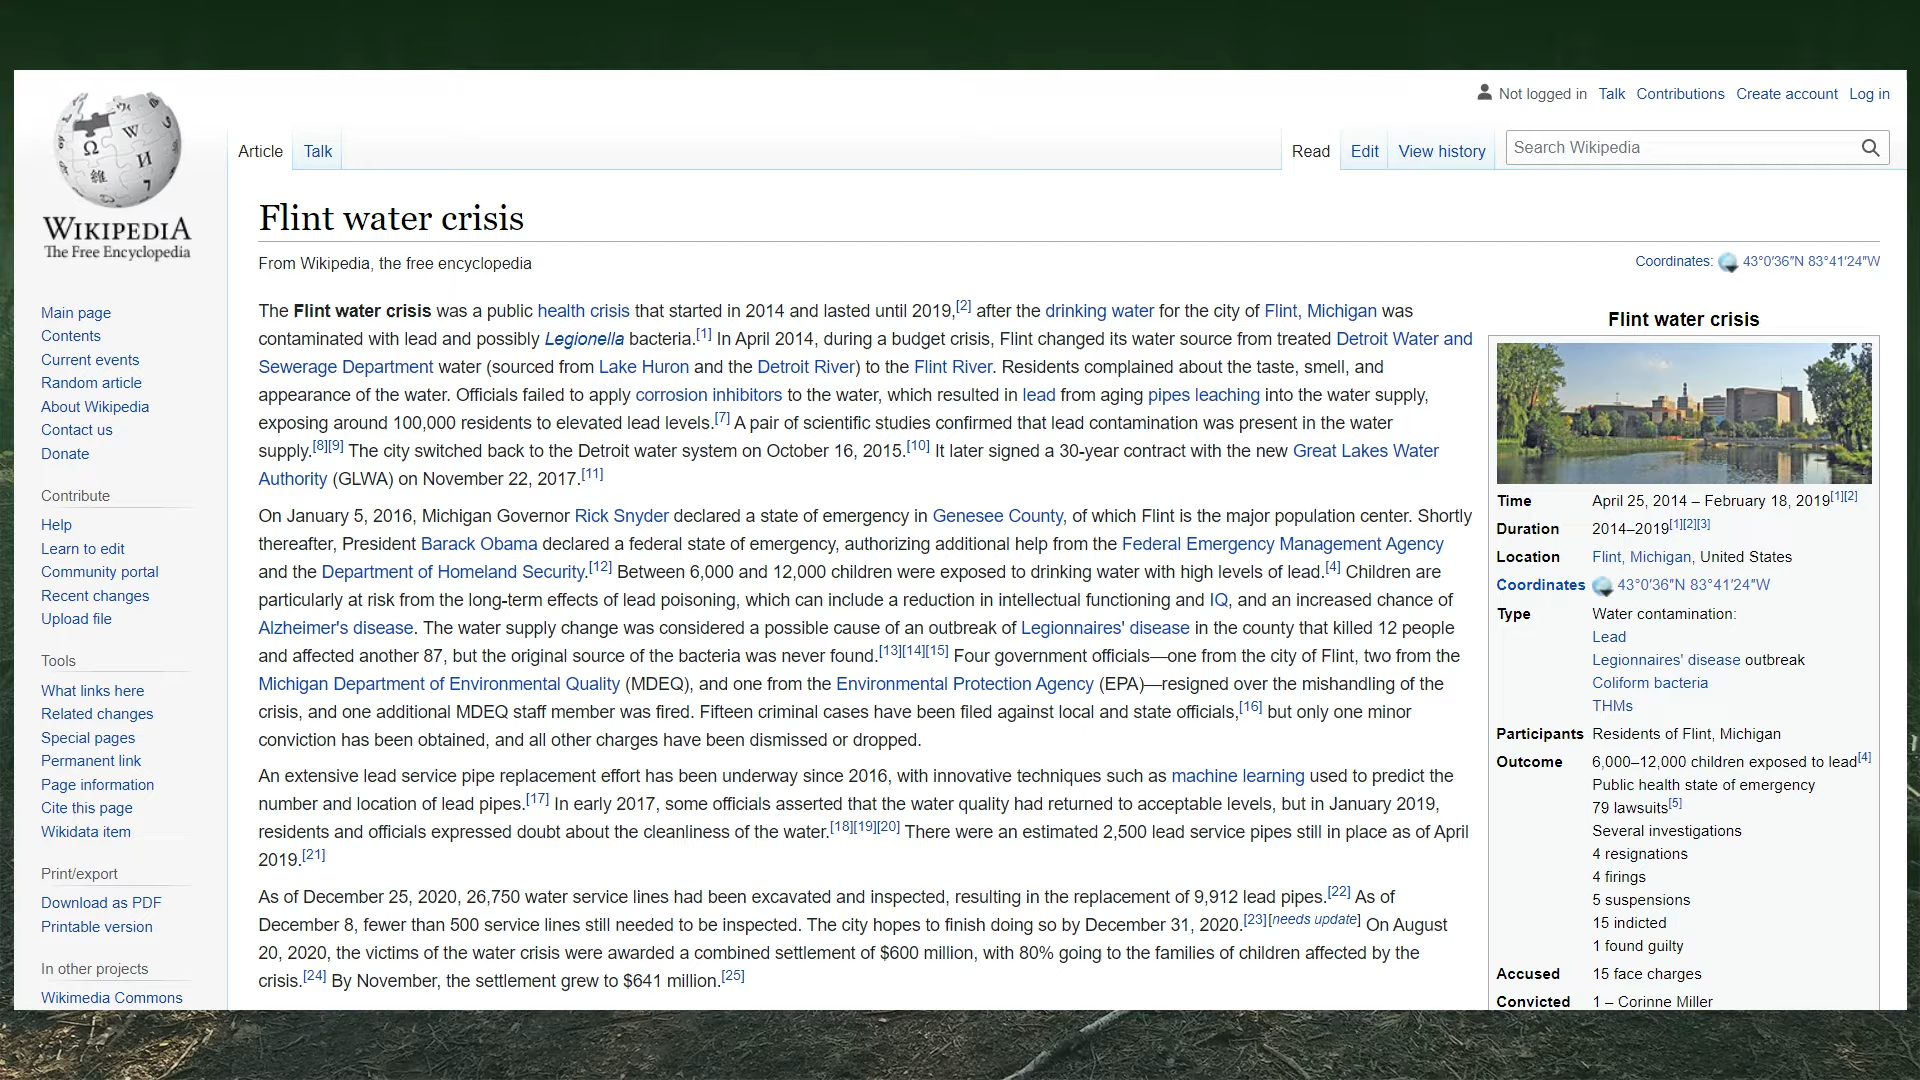 Not logged in Talk Contributions Create account Log in
Article Talk Read Edit View history Search Wikipedia
WIKIPEDIA
The Free Encyclopedia
Main page
Contents
Current events
Random article
About Wikipedia
Contact us
Donate
Contribute
Help
Learn to edit
Community portal
Recent changes
Upload file
Tools
What links here
Related changes
Special pages
Permanent link
Page information
Cite this page
Wikidata item
Print/export
Download as PDF
Printable version
In other projects
Wikimedia Commons
Flint water crisis
From Wikipedia, the free encyclopedia
Coordinates: 43°0′36″N 83°41′24″W
The Flint water crisis was a public health crisis that started in 2014 and lasted until 2019,[2] after the drinking water for the city of Flint, Michigan was
contaminated with lead and possibly Legionella bacteria.[1] In April 2014, during a budget crisis, Flint changed its water source from treated Detroit Water and
Sewerage Department water (sourced from Lake Huron and the Detroit River) to the Flint River. Residents complained about the taste, smell, and
appearance of the water. Officials failed to apply corrosion inhibitors to the water, which resulted in lead from aging pipes leaching into the water supply,
exposing around 100,000 residents to elevated lead levels.[7] A pair of scientific studies confirmed that lead contamination was present in the water
supply.[8][9] The city switched back to the Detroit water system on October 16, 2015.[10] It later signed a 30-year contract with the new Great Lakes Water
Authority (GLWA) on November 22, 2017.[11]
On January 5, 2016, Michigan Governor Rick Snyder declared a state of emergency in Genesee County, of which Flint is the major population center. Shortly
thereafter, President Barack Obama declared a federal state of emergency, authorizing additional help from the Federal Emergency Management Agency
and the Department of Homeland Security.[12] Between 6,000 and 12,000 children were exposed to drinking water with high levels of lead.[4] Children are
particularly at risk from the long-term effects of lead poisoning, which can include a reduction in intellectual functioning and IQ, and an increased chance of
Alzheimer's disease. The water supply change was considered a possible cause of an outbreak of Legionnaires' disease in the county that killed 12 people
and affected another 87, but the original source of the bacteria was never found.[13][14][15] Four government officials—one from the city of Flint, two from the
Michigan Department of Environmental Quality (MDEQ), and one from the Environmental Protection Agency (EPA)—resigned over the mishandling of the
crisis, and one additional MDEQ staff member was fired. Fifteen criminal cases have been filed against local and state officials,[16] but only one minor
conviction has been obtained, and all other charges have been dismissed or dropped.
An extensive lead service pipe replacement effort has been underway since 2016, with innovative techniques such as machine learning used to predict the
number and location of lead pipes.[17] In early 2017, some officials asserted that the water quality had returned to acceptable levels, but in January 2019,
residents and officials expressed doubt about the cleanliness of the water.[18][19][20] There were an estimated 2,500 lead service pipes still in place as of April
2019.[21]
As of December 25, 2020, 26,750 water service lines had been excavated and inspected, resulting in the replacement of 9,912 lead pipes.[22] As of
December 8, fewer than 500 service lines still needed to be inspected. The city hopes to finish doing so by December 31, 2020.[23][needs update] On August
20, 2020, the victims of the water crisis were awarded a combined settlement of $600 million, with 80% going to the families of children affected by the
crisis.[24] By November, the settlement grew to $641 million.[25]
Flint water crisis
Time April 25, 2014 – February 18, 2019[1][2]
Duration 2014–2019[1][2][3]
Location Flint, Michigan, United States
Coordinates 43°0′36″N 83°41′24″W
Type Water contamination:
Lead
Legionnaires' disease outbreak
Coliform bacteria
THMs
Participants Residents of Flint, Michigan
Outcome 6,000–12,000 children exposed to lead[4]
Public health state of emergency
79 lawsuits[5]
Several investigations
4 resignations
4 firings
5 suspensions
15 indicted
1 found guilty
Accused 15 face charges
Convicted 1 – Corinne Miller